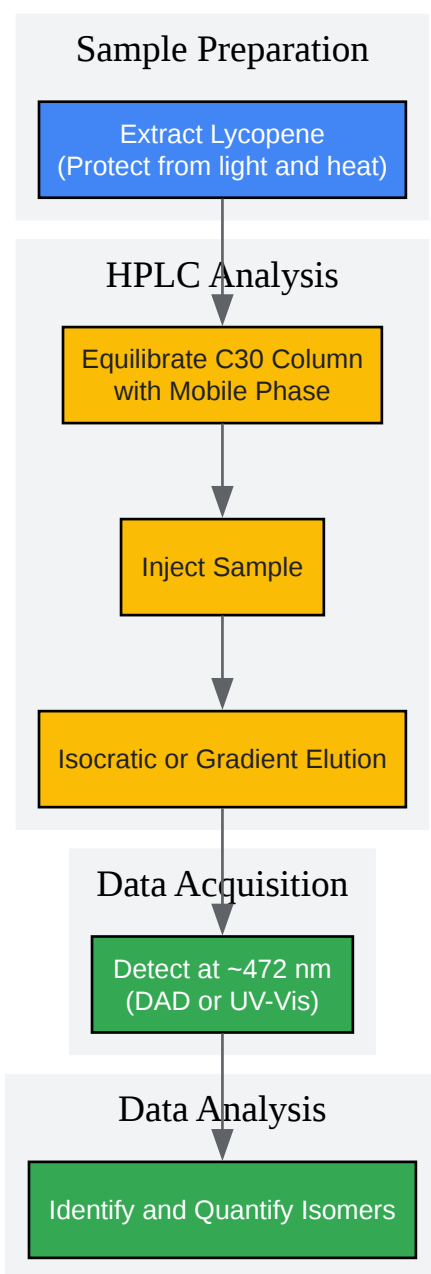 Sample Preparation
Extract Lycopene
(Protect from light and heat)
HPLC Analysis
Equilibrate C30 Column
with Mobile Phase
Inject Sample
Isocratic or Gradient Elution
Data Acquisition
Detect at ~472 nm
(DAD or UV-Vis)
Data Analysis
Identify and Quantify Isomers